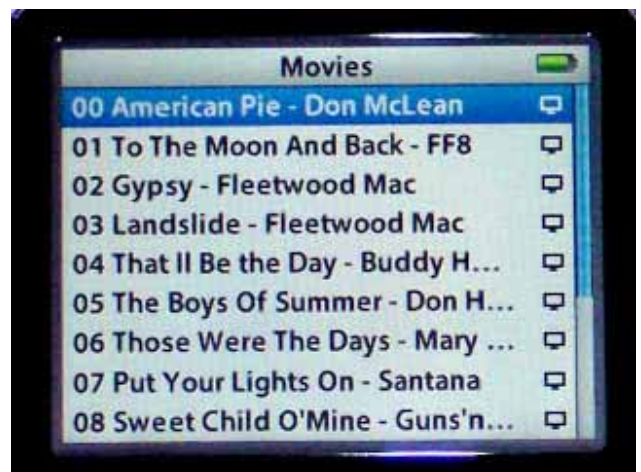 Movies
00 American Pie - Don McLean
01 To The Moon And Back - FF8
02 Gypsy - Fleetwood Mac
03 Landslide - Fleetwood Mac
04 That II Be the Day - Buddy H...
05 The Boys Of Summer - Don H...
06 Those Were The Days - Mary ...
07 Put Your Lights On - Santana
08 Sweet Child O'Mine - Guns'n...